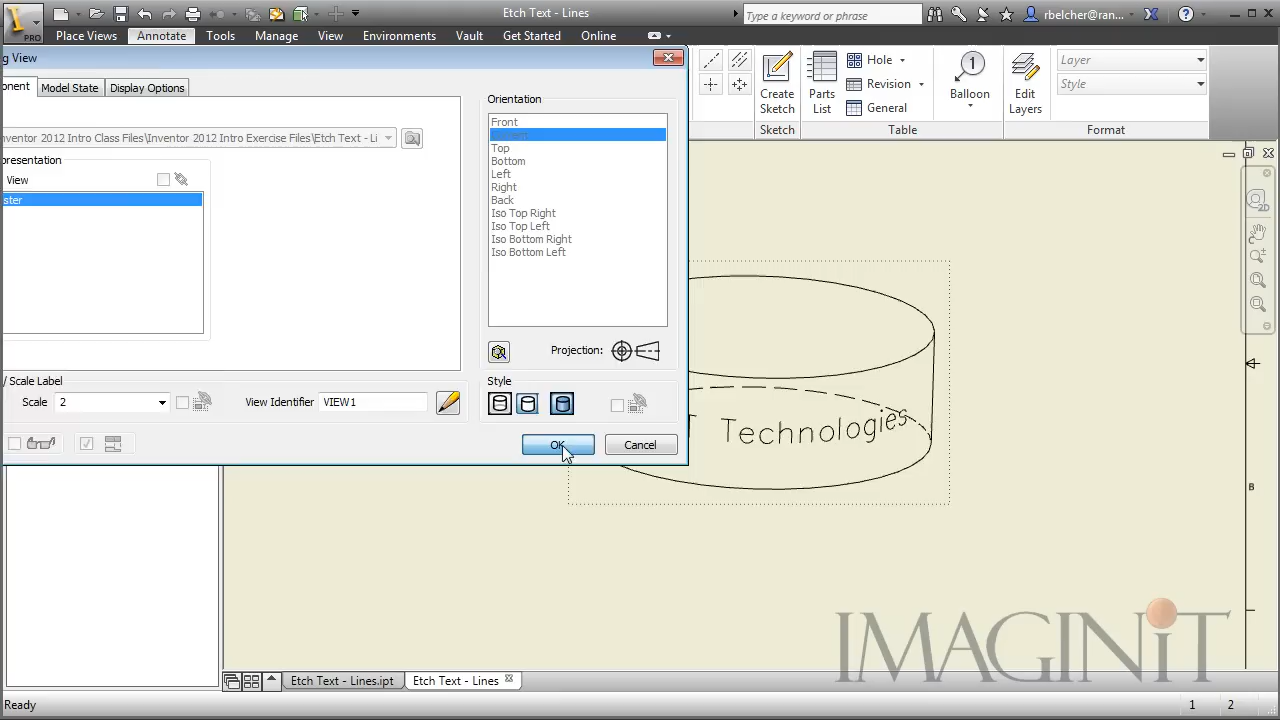 Etch Text - Lines
Type a keyword or phrase
rbelcher@ran...
PRO
Place Views
Annotate
Tools
Manage
View
Environments
Vault
Get Started
Online
g View
onent
Model State
Display Options
nventor 2012 Intro Class Files\Inventor 2012 Intro Exercise Files\Etch Text - Li
presentation
View
ster
Orientation
Front
Top
Bottom
Left
Right
Back
Iso Top Right
Iso Top Left
Iso Bottom Right
Iso Bottom Left
Projection:
/ Scale Label
Scale
2
View Identifier
VIEW1
Style
OK
Cancel
Create
Sketch
Sketch
Parts
List
Hole
Revision
General
Table
1
Balloon
Edit
Layers
Layer
Style
Format
2D
T Technologies
B
IMAGINiT
Etch Text - Lines.ipt
Etch Text - Lines
Ready
1
2